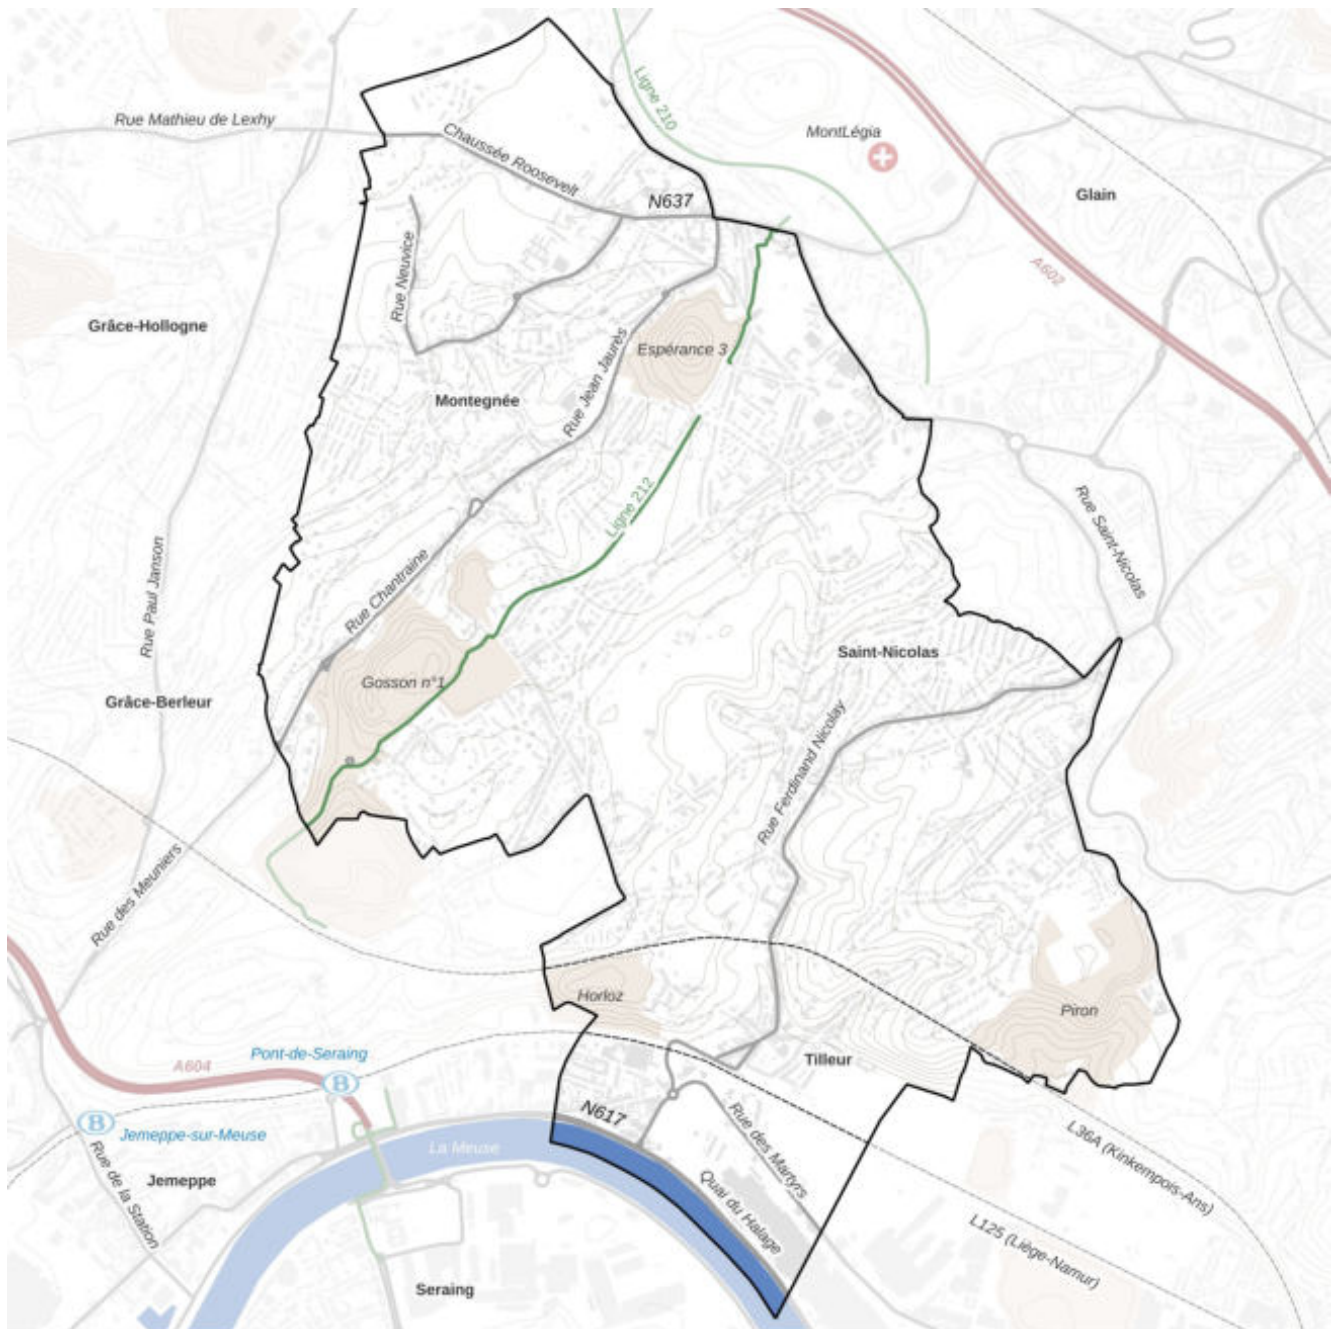 Ligne 210
Rue Mathieu de Lexhy
Chaussée Roosevelt
MontLégia
N637
Glain
Rue Neuvice
A602
Grâce-Hollogne
Espérance 3
Rue Jean Jaurès
Montegnée
Ligne 212
Rue Saint-Nicolas
Rue Paul Janson
Rue Chantraine
Saint-Nicolas
Gosson n°1
Grâce-Berleur
Rue Ferdinand Nicolay
Rue des Meuniers
Horloz
Piron
Pont-de-Seraing
A604
Tilleur
B
B
Jemeppe-sur-Meuse
N617
La Meuse
Rue des Martyrs
L36A (Kinkempois-Ans)
Jemeppe
Rue de la Station
Quai du Halage
L125 (Liège-Namur)
Seraing